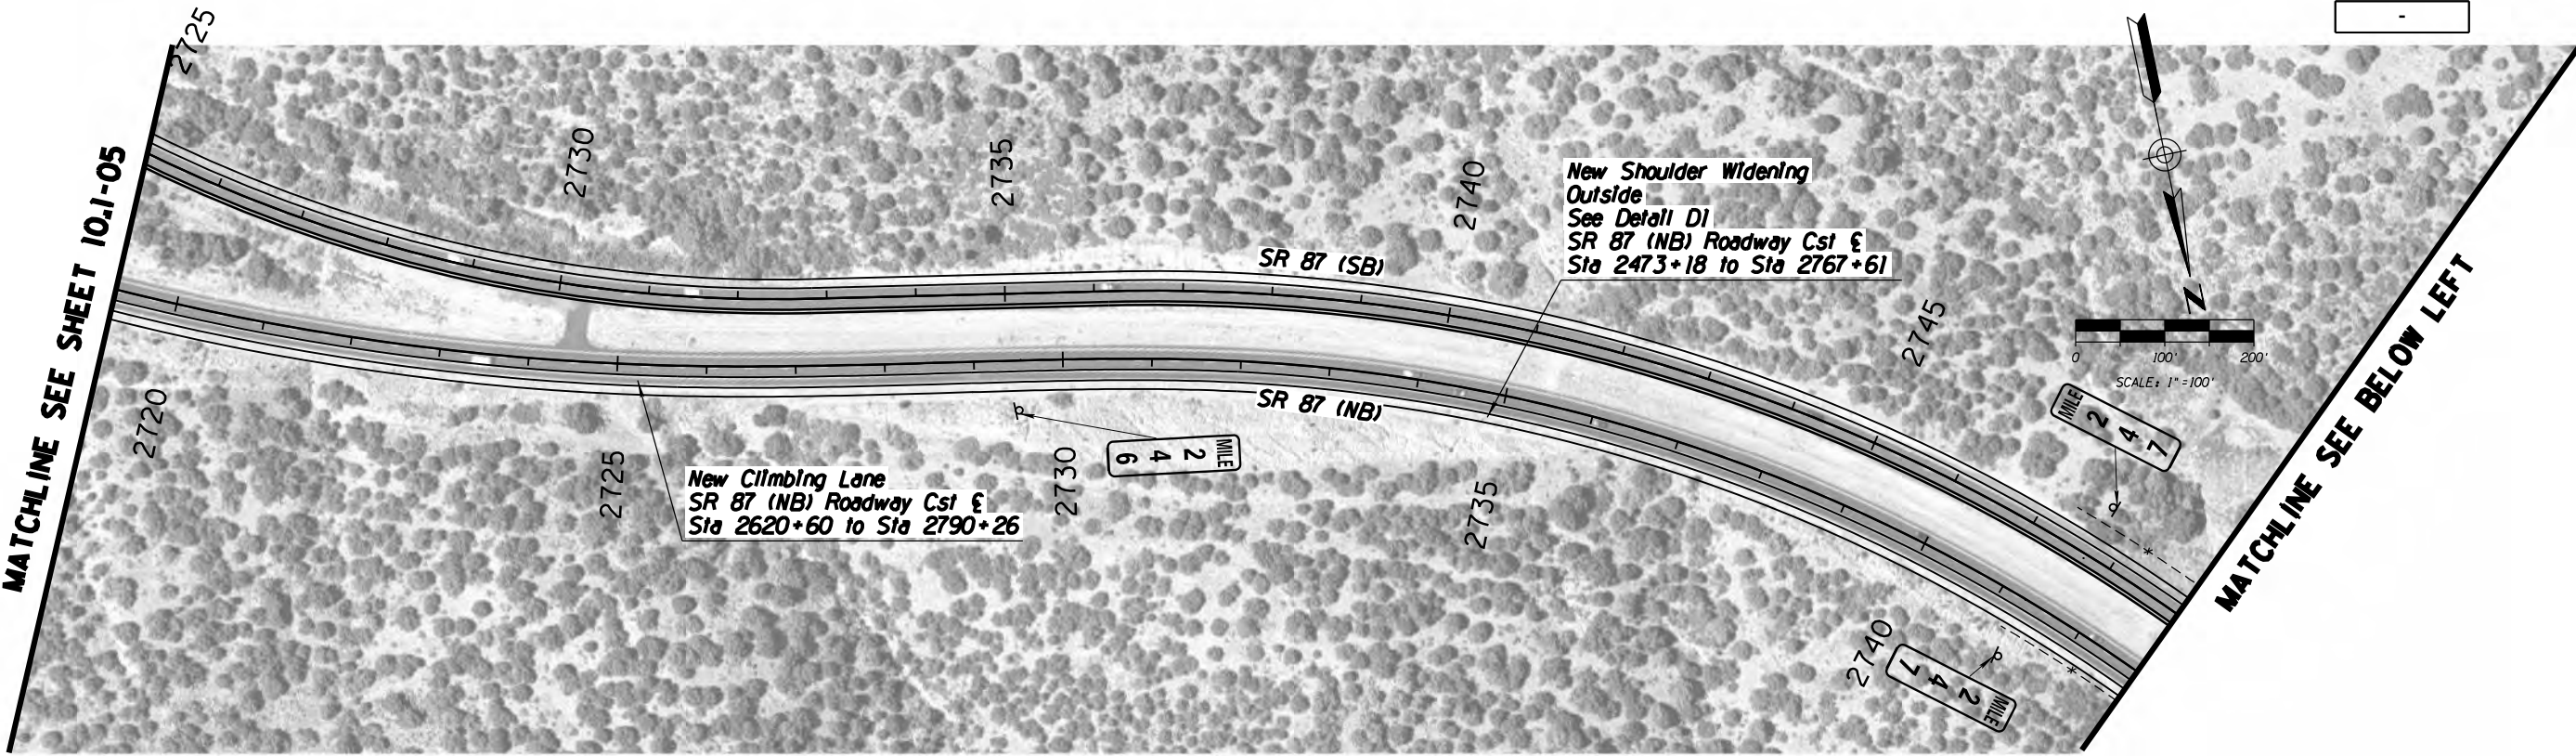 -
2725
MATCHLINE SEE SHEET 10.1-05
2730
2735
2740
New Shoulder Widening
Outside
See Detail D1
SR 87 (NB) Roadway Cst ℄
Sta 2473+18 to Sta 2767+61
SR 87 (SB)
2745
N
0 100' 200'
SCALE: 1"=100'
MILE
2
4
7
MATCHLINE SEE BELOW LEFT
2720
SR 87 (NB)
MILE
2
4
6
2725
New Climbing Lane
SR 87 (NB) Roadway Cst ℄
Sta 2620+60 to Sta 2790+26
2730
2735
2740
MILE
2
4
7